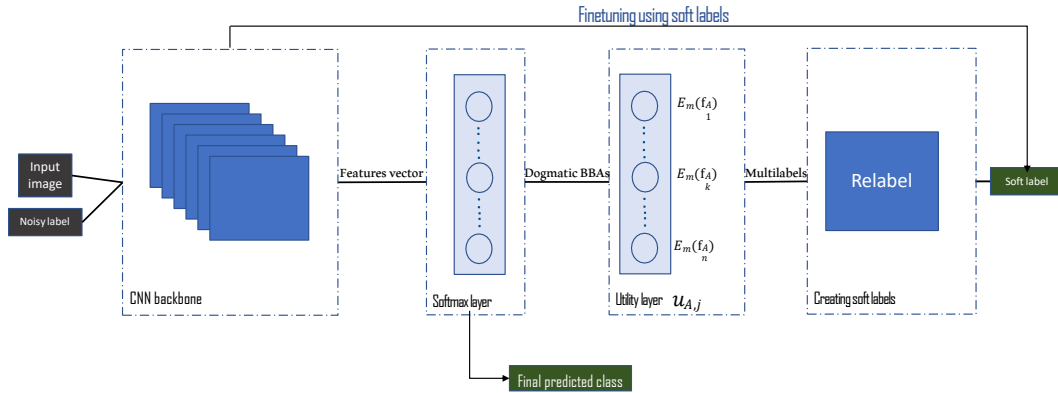 Finetuning using soft labels
Input
image
Noisy label
CNN backbone
Features vector
Softmax layer
Dogmatic BBAs
E_m(f_A)
1
E_m(f_A)
k
E_m(f_A)
n
Utility layer u_{A,j}
Multilabels
Relabel
Creating soft labels
Soft label
Final predicted class